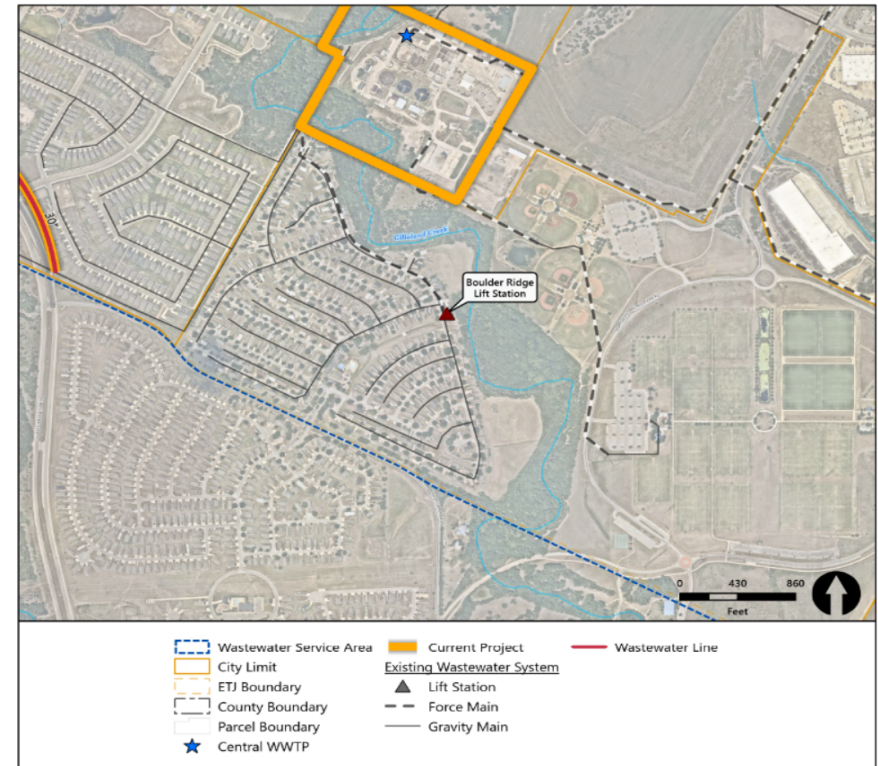 30"
Gilleland Creek
Boulder Ridge
Lift Station
0 430 860
Feet
Wastewater Service Area
City Limit
ETJ Boundary
County Boundary
Parcel Boundary
Central WWTP
Current Project
Existing Wastewater System
Lift Station
Force Main
Gravity Main
Wastewater Line